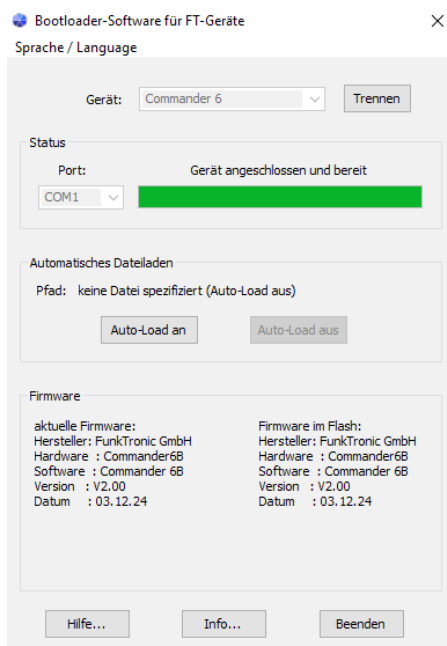 Bootloader-Software für FT-Geräte
Sprache / Language
Gerät: Commander 6 Trennen
Status
Port: Gerät angeschlossen und bereit
COM1
Automatisches Dateiladen
Pfad: keine Datei spezifiziert (Auto-Load aus)
Auto-Load an Auto-Load aus
Firmware
aktuelle Firmware:
Hersteller: FunkTronic GmbH
Hardware : Commander6B
Software : Commander 6B
Version : V2.00
Datum : 03.12.24
Firmware im Flash:
Hersteller: FunkTronic GmbH
Hardware : Commander6B
Software : Commander 6B
Version : V2.00
Datum : 03.12.24
Hilfe... Info... Beenden